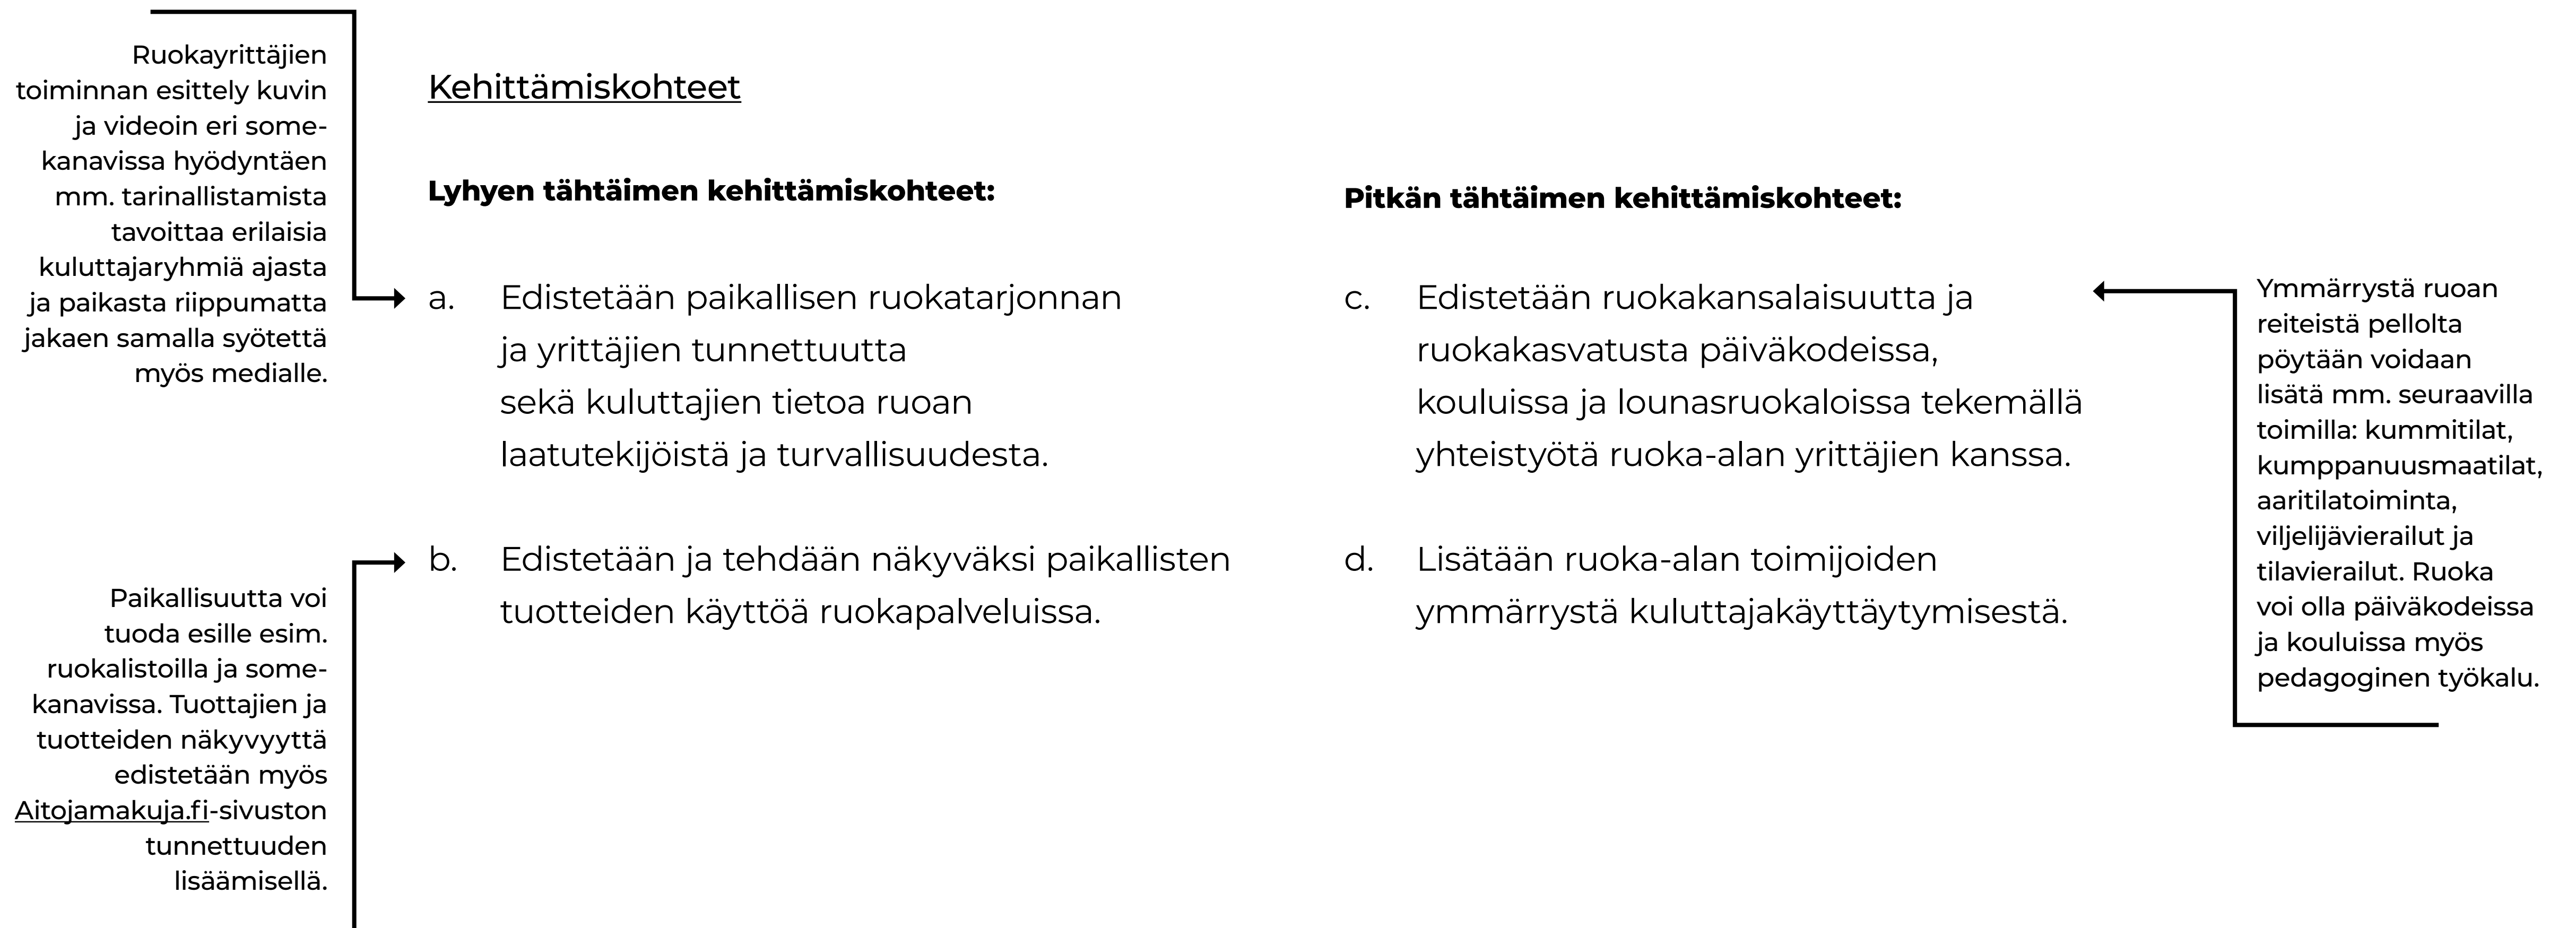 Ruokayrittäjien
toiminnan esittely kuvin
ja videoin eri some-
kanavissa hyödyntäen
mm. tarinallistamista
tavoittaa erilaisia
kuluttajaryhmiä ajasta
ja paikasta riippumatta
jakaen samalla syötettä
myös medialle.
Paikallisuutta voi
tuoda esille esim.
ruokalistoilla ja some-
kanavissa. Tuottajien ja
tuotteiden näkyvyyttä
edistetään myös
Aitojamakuja.fi-sivuston
tunnettuuden
lisäämisellä.
Kehittämiskohteet
Lyhyen tähtäimen kehittämiskohteet:
a. Edistetään paikallisen ruokatarjonnan
ja yrittäjien tunnettuutta
sekä kuluttajien tietoa ruoan
laatutekijöistä ja turvallisuudesta.
b. Edistetään ja tehdään näkyväksi paikallisten
tuotteiden käyttöä ruokapalveluissa.
Pitkän tähtäimen kehittämiskohteet:
c. Edistetään ruokakansalaisuutta ja
ruokakasvatusta päiväkodeissa,
kouluissa ja lounasruokaloissa tekemällä
yhteistyötä ruoka-alan yrittäjien kanssa.
d. Lisätään ruoka-alan toimijoiden
ymmärrystä kuluttajakäyttäytymisestä.
Ymmärrystä ruoan
reiteistä pellolta
pöytään voidaan
lisätä mm. seuraavilla
toimilla: kummitilat,
kumppanuusmaatilat,
aaritilatoiminta,
viljelijävierailut ja
tilavierailut. Ruoka
voi olla päiväkodeissa
ja kouluissa myös
pedagoginen työkalu.